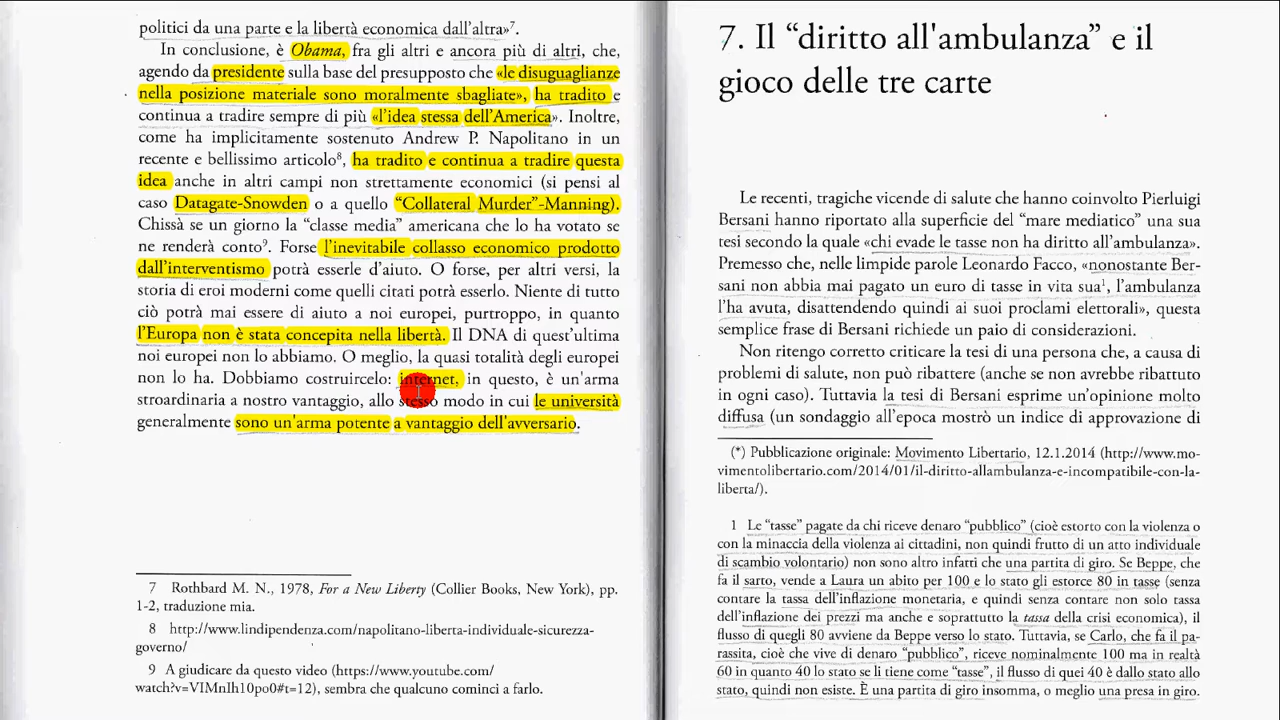 politici da una parte e la libertà economica dall'altra»⁷.
In conclusione, è Obama, fra gli altri e ancora più di altri, che,
agendo da presidente sulla base del presupposto che «le disuguaglianze
nella posizione materiale sono moralmente sbagliate», ha tradito e
continua a tradire sempre di più «l'idea stessa dell'America». Inoltre,
come ha implicitamente sostenuto Andrew P. Napolitano in un
recente e bellissimo articolo⁸, ha tradito e continua a tradire questa
idea anche in altri campi non strettamente economici (si pensi al
caso Datagate-Snowden o a quello “Collateral Murder”-Manning).
Chissà se un giorno la “classe media” americana che lo ha votato se
ne renderà conto⁹. Forse l'inevitabile collasso economico prodotto
dall'interventismo potrà esserle d'aiuto. O forse, per altri versi, la
storia di eroi moderni come quelli citati potrà esserlo. Niente di tutto
ciò potrà mai essere di aiuto a noi europei, purtroppo, in quanto
l'Europa non è stata concepita nella libertà. Il DNA di quest'ultima
noi europei non lo abbiamo. O meglio, la quasi totalità degli europei
non lo ha. Dobbiamo costruircelo: internet, in questo, è un'arma
stroardinaria a nostro vantaggio, allo stesso modo in cui le università
generalmente sono un'arma potente a vantaggio dell'avversario.
7 Rothbard M. N., 1978, For a New Liberty (Collier Books, New York), pp.
1-2, traduzione mia.
8 http://www.lindipendenza.com/napolitano-liberta-individuale-sicurezza-
governo/
9 A giudicare da questo video (https://www.youtube.com/
watch?v=VIMnIh10po0#t=12), sembra che qualcuno cominci a farlo.
7. Il “diritto all'ambulanza” e il
gioco delle tre carte
Le recenti, tragiche vicende di salute che hanno coinvolto Pierluigi
Bersani hanno riportato alla superficie del “mare mediatico” una sua
tesi secondo la quale «chi evade le tasse non ha diritto all'ambulanza».
Premesso che, nelle limpide parole Leonardo Facco, «nonostante Ber-
sani non abbia mai pagato un euro di tasse in vita sua¹, l'ambulanza
l'ha avuta, disattendendo quindi ai suoi proclami elettorali», questa
semplice frase di Bersani richiede un paio di considerazioni.
Non ritengo corretto criticare la tesi di una persona che, a causa di
problemi di salute, non può ribattere (anche se non avrebbe ribattuto
in ogni caso). Tuttavia la tesi di Bersani esprime un'opinione molto
diffusa (un sondaggio all'epoca mostrò un indice di approvazione di
(*) Pubblicazione originale: Movimento Libertario, 12.1.2014 (http://www.mo-
vimentolibertario.com/2014/01/il-diritto-allambulanza-e-incompatibile-con-la-
liberta/).
1 Le “tasse” pagate da chi riceve denaro “pubblico” (cioè estorto con la violenza o
con la minaccia della violenza ai cittadini, non quindi frutto di un atto individuale
di scambio volontario) non sono altro infatti che una partita di giro. Se Beppe, che
fa il sarto, vende a Laura un abito per 100 e lo stato gli estorce 80 in tasse (senza
contare la tassa dell'inflazione monetaria, e quindi senza contare non solo tassa
dell'inflazione dei prezzi ma anche e soprattutto la tassa della crisi economica), il
flusso di quegli 80 avviene da Beppe verso lo stato. Tuttavia, se Carlo, che fa il pa-
rassita, cioè che vive di denaro “pubblico”, riceve nominalmente 100 ma in realtà
60 in quanto 40 lo stato se li tiene come “tasse”, il flusso di quei 40 è dallo stato allo
stato, quindi non esiste. È una partita di giro insomma, o meglio una presa in giro.